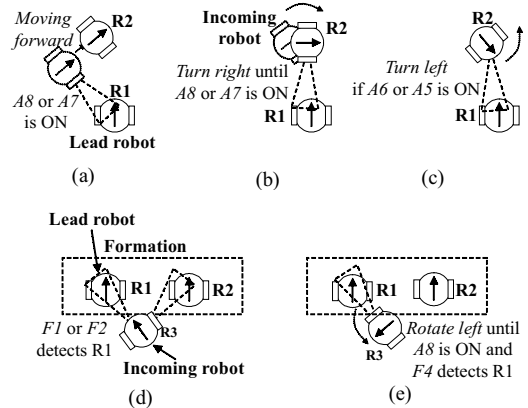 Moving
forward
R2
A8 or A7
is ON
R1
Lead robot
(a)
Incoming
robot
R2
Turn right until
A8 or A7 is ON
R1
(b)
R2
Turn left
if A6 or A5 is ON
R1
(c)
Lead robot
Formation
R1
R2
F1 or F2
detects R1
R3
Incoming robot
(d)
R1
R2
R3
Rotate left until
A8 is ON and
F4 detects R1
(e)